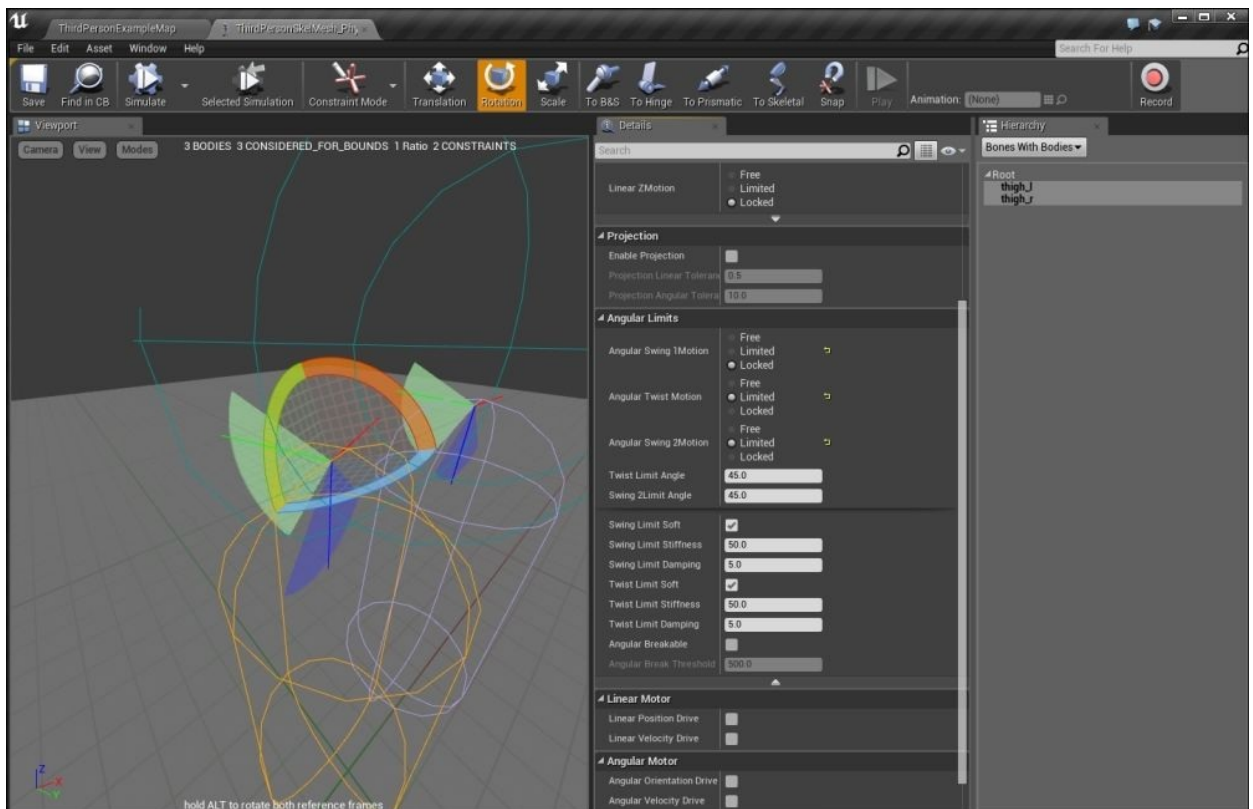 ThirdPersonExampleMap
ThirdPersonSkelMesh_Phy
File Edit Asset Window Help
Search For Help
Save Find in CB Simulate Selected Simulation Constraint Mode Translation Rotation Scale To B&S To Hinge To Prismatic To Skeletal Snap Play Animation: (None) Record
Viewport
Camera View Modes
3 BODIES 3 CONSIDERED_FOR_BOUNDS 1 Ratio 2 CONSTRAINTS
Z
X
Y
hold ALT to rotate both reference frames
Details
Search
Linear ZMotion
Free
Limited
Locked
Projection
Enable Projection
Projection Linear Toleran 0.5
Projection Angular Tolera 10.0
Angular Limits
Angular Swing 1Motion
Free
Limited
Locked
Angular Twist Motion
Free
Limited
Locked
Angular Swing 2Motion
Free
Limited
Locked
Twist Limit Angle 45.0
Swing 2Limit Angle 45.0
Swing Limit Soft
Swing Limit Stiffness 50.0
Swing Limit Damping 5.0
Twist Limit Soft
Twist Limit Stiffness 50.0
Twist Limit Damping 5.0
Angular Breakable
Angular Break Threshold 500.0
Linear Motor
Linear Position Drive
Linear Velocity Drive
Angular Motor
Angular Orientation Drive
Angular Velocity Drive
Hierarchy
Bones With Bodies
Root
thigh_l
thigh_r